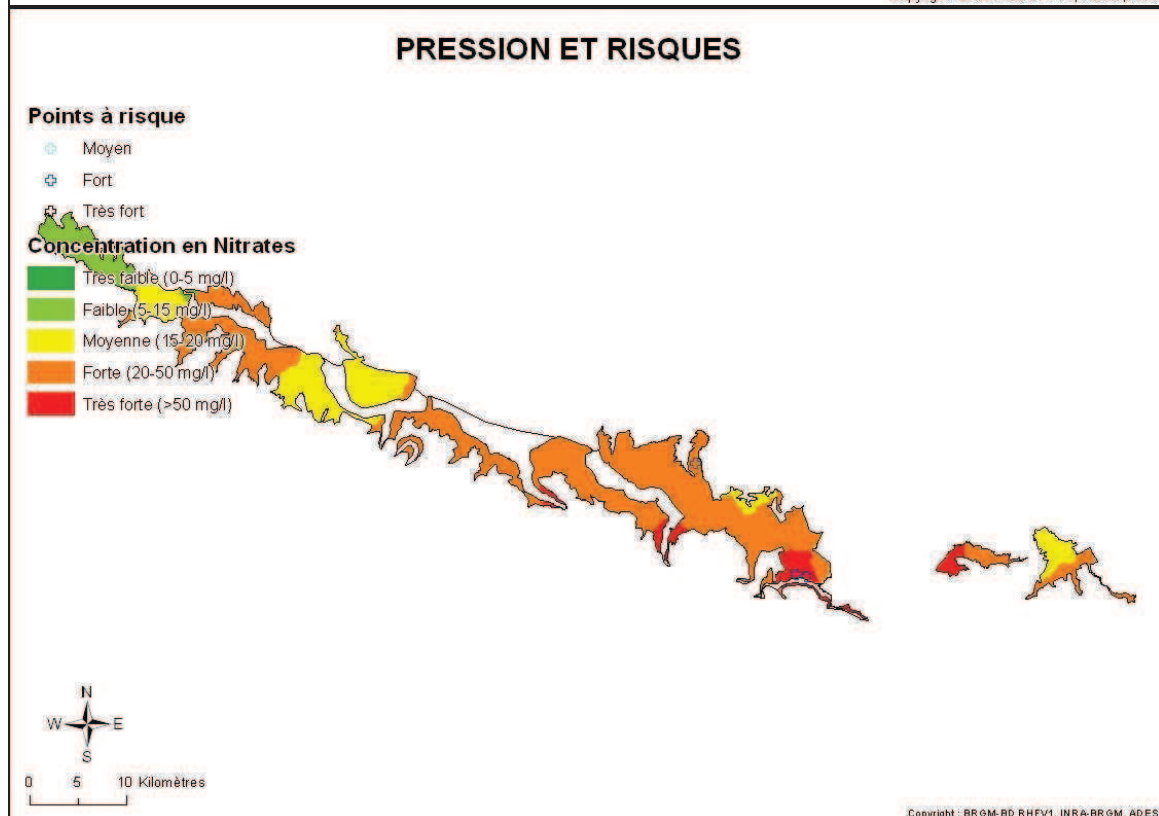 PRESSION ET RISQUES
Points à risque
Moyen
Fort
Très fort
Concentration en Nitrates
Très faible (0-5 mg/l)
Faible (5-15 mg/l)
Moyenne (15-20 mg/l)
Forte (20-50 mg/l)
Très forte (>50 mg/l)
N
W E
S
0 5 10 Kilomètres
Copyright : BRGM-BD RHFV1, INRA-BRGM, ADES